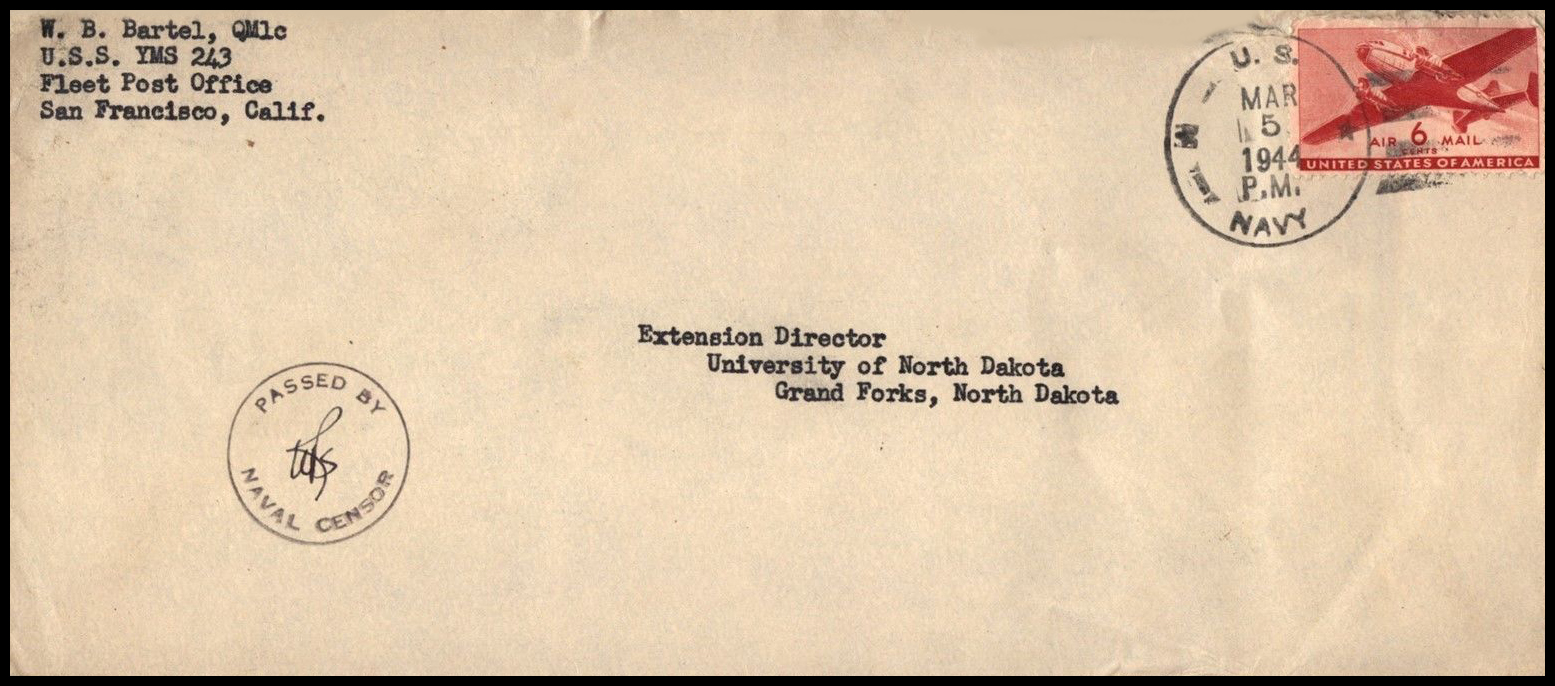 W. B. Bartel, QM1c
U.S.S. YMS 243
Fleet Post Office
San Francisco, Calif.
U. S.
MAR
5
1944
P.M.
NAVY
AIR 6 MAIL
CENTS
UNITED STATES OF AMERICA
Extension Director
University of North Dakota
Grand Forks, North Dakota
PASSED BY
NAVAL CENSOR